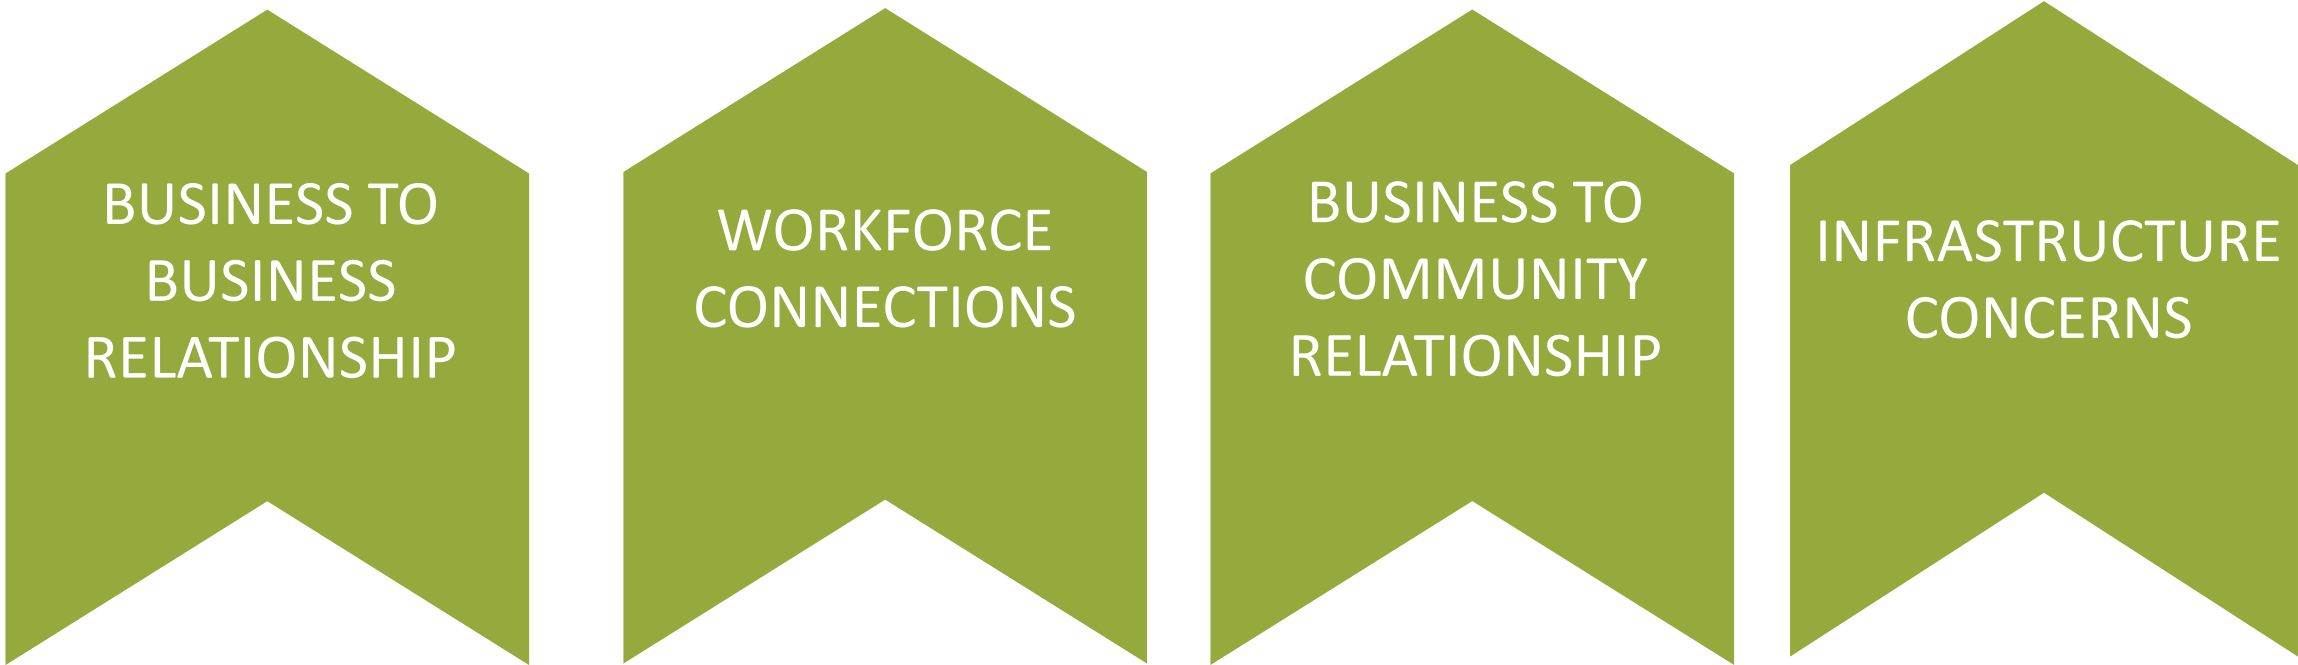 BUSINESS TO
BUSINESS
RELATIONSHIP
WORKFORCE
CONNECTIONS
BUSINESS TO
COMMUNITY
RELATIONSHIP
INFRASTRUCTURE
CONCERNS